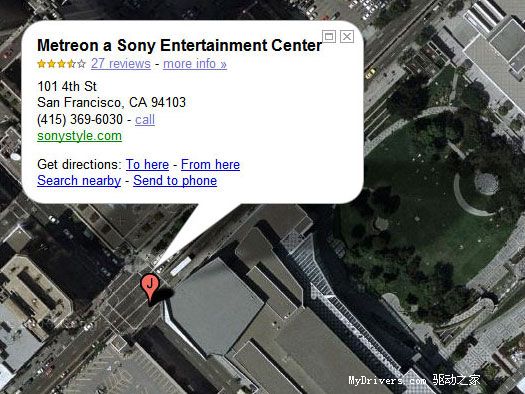 Metreon a Sony Entertainment Center
27 reviews - more info »
101 4th St
San Francisco, CA 94103
(415) 369-6030 - call
sonystyle.com
Get directions: To here - From here
Search nearby - Send to phone
J
MyDrivers.com 驱动之家